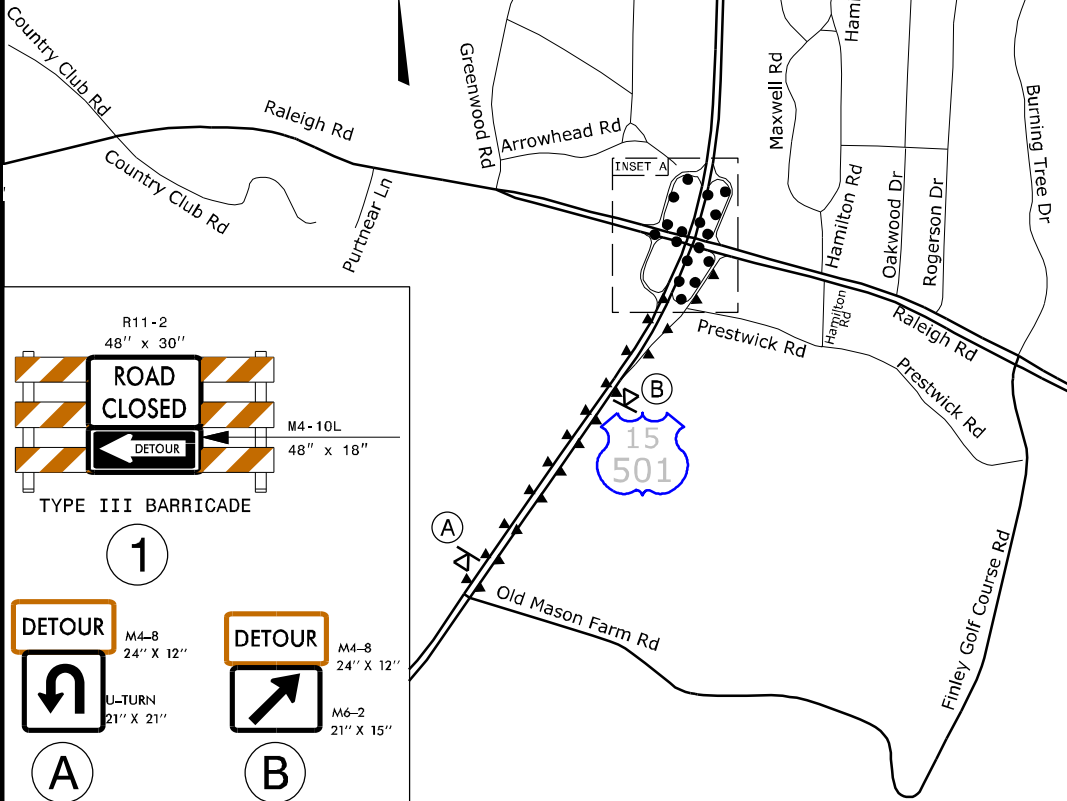 Country Club Rd
Raleigh Rd
Country Club Rd
Purtnear Ln
Greenwood Rd
Arrowhead Rd
INSET A
Maxwell Rd
Hamilton Rd
Oakwood Dr
Rogerson Dr
Burning Tree Dr
Hamilton
Rd
Raleigh Rd
Prestwick Rd
Prestwick Rd
B
15
501
A
Old Mason Farm Rd
Finley Golf Course Rd
R11-2
48" x 30"
ROAD
CLOSED
DETOUR
M4-10L
48" x 18"
TYPE III BARRICADE
1
DETOUR
M4-8
24" X 12"
U-TURN
21" X 21"
A
DETOUR
M4-8
24" X 12"
M6-2
21" X 15"
B